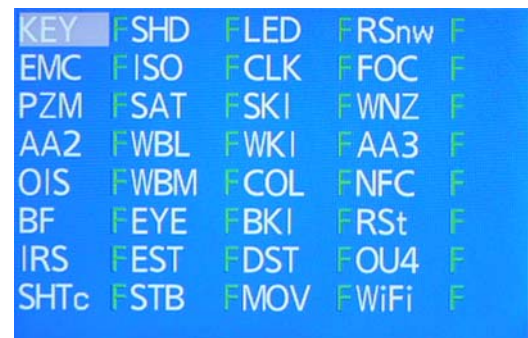 KEY F SHD F LED F RSnw F
EMC F ISO F CLK F FOC F
PZM F SAT F SKI F WNZ F
AA2 F WBL F WKI F AA3 F
OIS F WBM F COL F NFC F
BF F EYE F BKI F RSt F
IRS F EST F DST F OU4 F
SHTc F STB F MOV F WiFi F